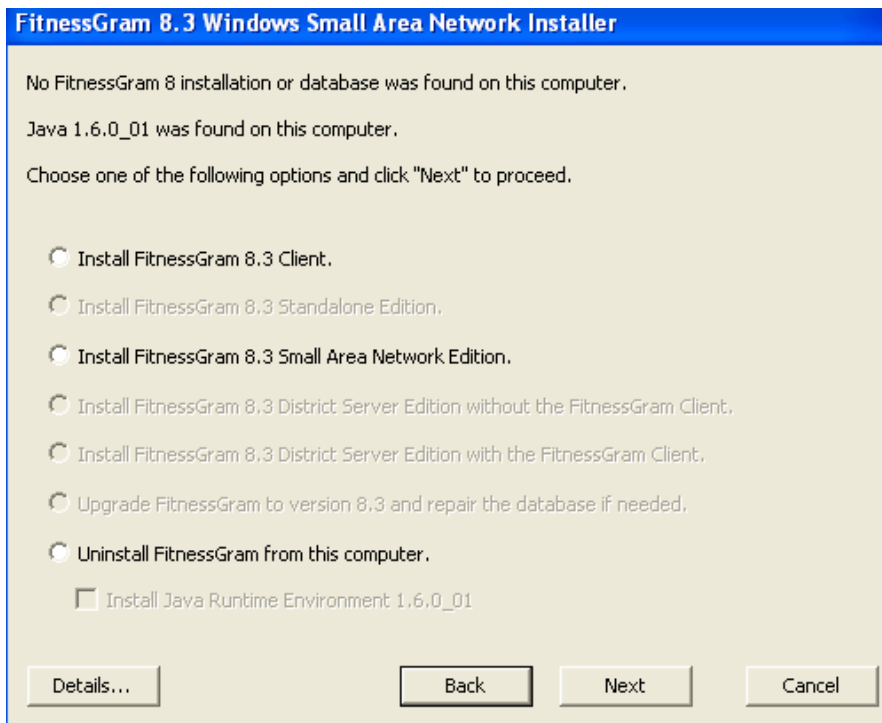 FitnessGram 8.3 Windows Small Area Network Installer
No FitnessGram 8 installation or database was found on this computer.
Java 1.6.0_01 was found on this computer.
Choose one of the following options and click "Next" to proceed.
Install FitnessGram 8.3 Client.
Install FitnessGram 8.3 Standalone Edition.
Install FitnessGram 8.3 Small Area Network Edition.
Install FitnessGram 8.3 District Server Edition without the FitnessGram Client.
Install FitnessGram 8.3 District Server Edition with the FitnessGram Client.
Upgrade FitnessGram to version 8.3 and repair the database if needed.
Uninstall FitnessGram from this computer.
Install Java Runtime Environment 1.6.0_01
Details... Back Next Cancel